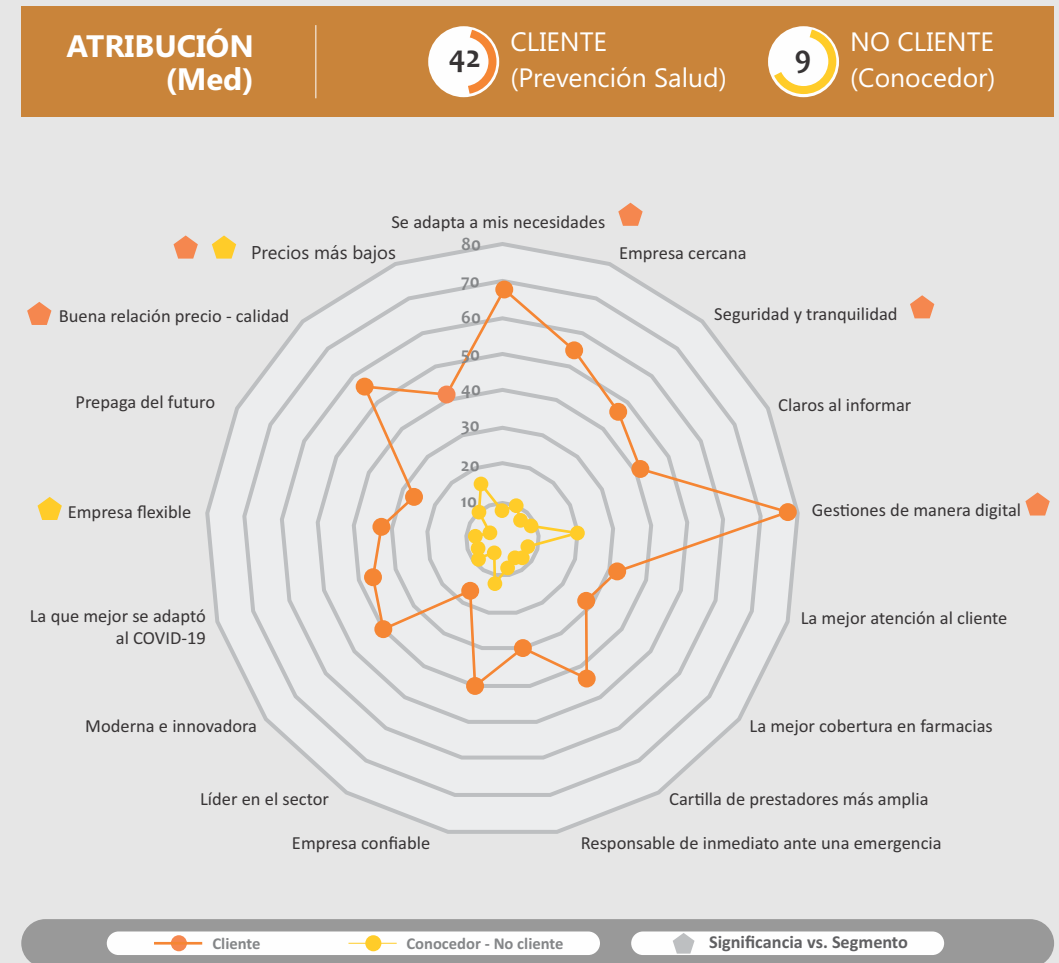 ATRIBUCIÓN
(Med)
42
CLIENTE
(Prevención Salud)
9
NO CLIENTE
(Conocedor)
Se adapta a mis necesidades
Empresa cercana
Seguridad y tranquilidad
Claros al informar
Gestiones de manera digital
La mejor atención al cliente
La mejor cobertura en farmacias
Cartilla de prestadores más amplia
Responsable de inmediato ante una emergencia
Empresa confiable
Líder en el sector
Moderna e innovadora
La que mejor se adaptó
al COVID-19
Empresa flexible
Prepaga del futuro
Buena relación precio - calidad
Precios más bajos
80
70
60
50
40
30
20
10
Cliente
Conocedor - No cliente
Significancia vs. Segmento